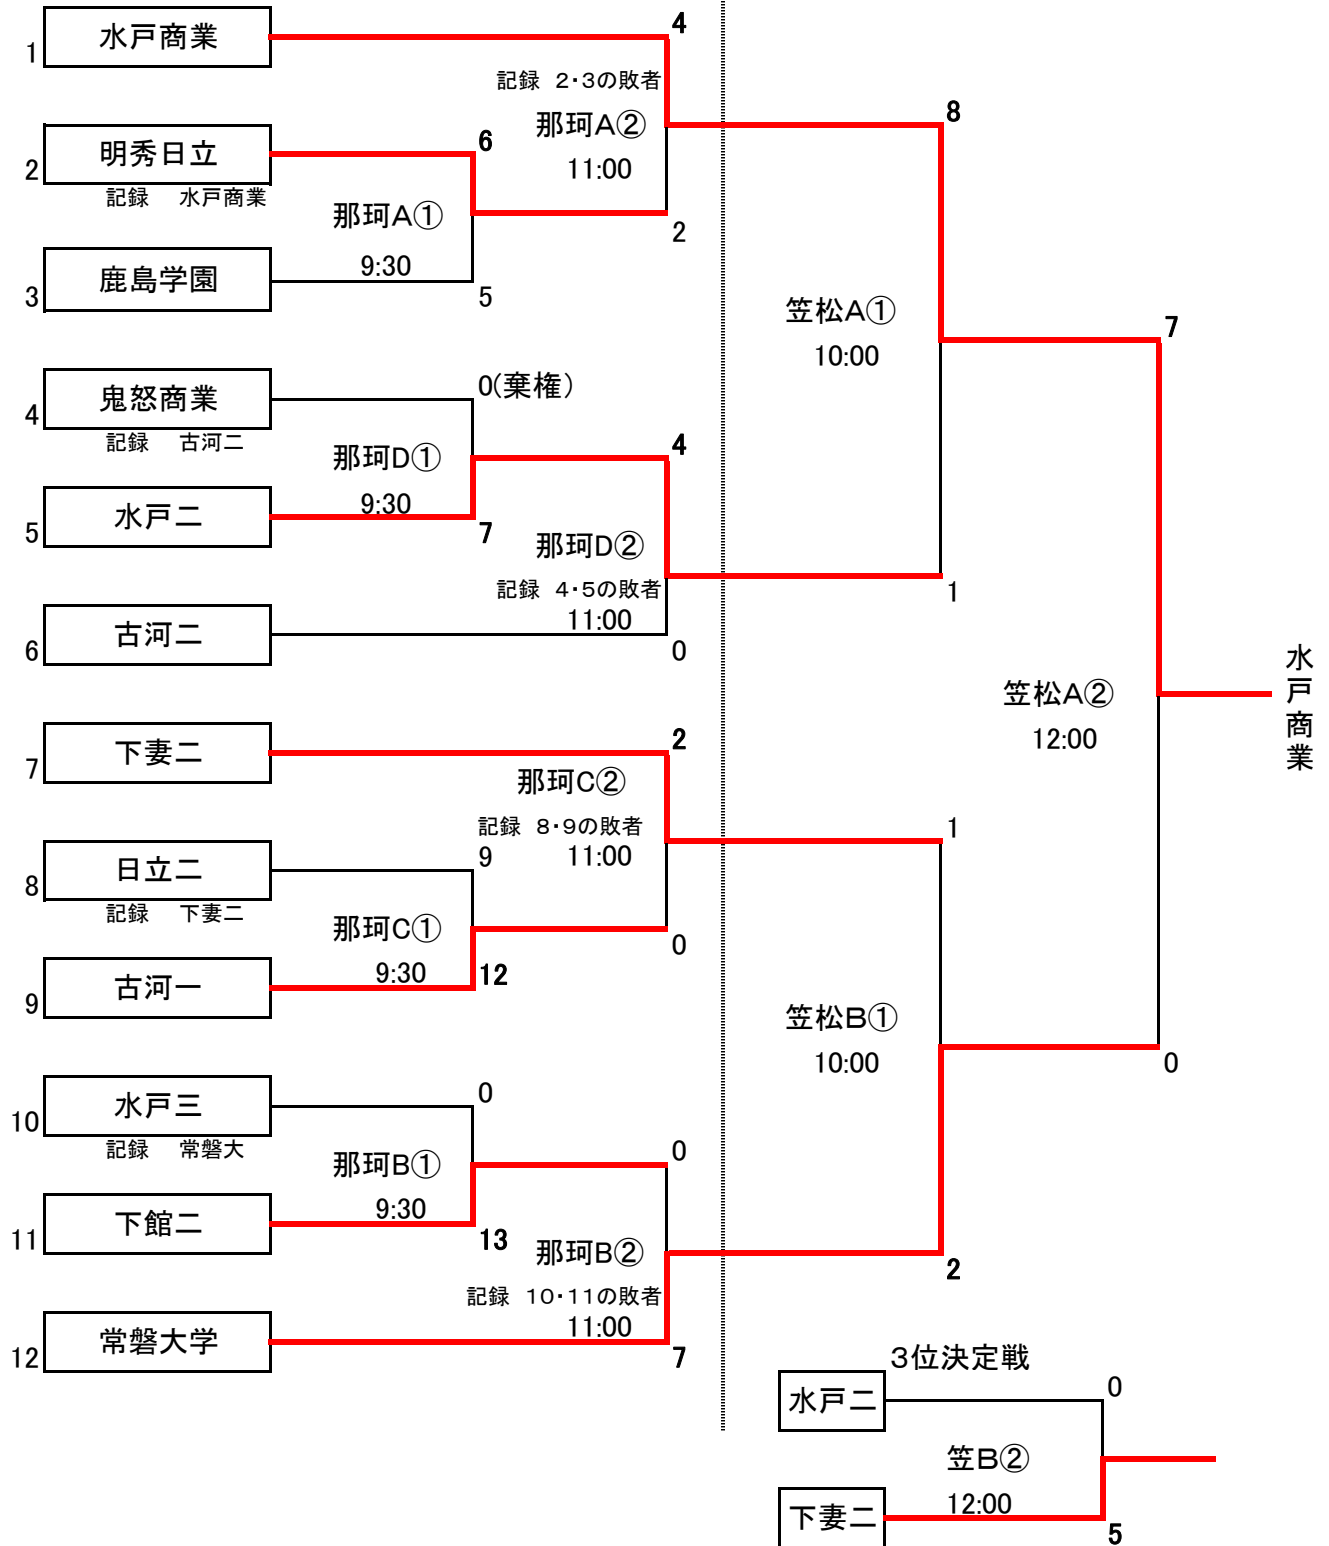 1 水戸商業 4
記録 2・3の敗者
那珂A② 8
2 明秀日立 6
11:00
記録 水戸商業
那珂A①
2
9:30
3 鹿島学園 5
笠松A① 7
10:00
4 鬼怒商業 0(棄権)
記録 古河二
那珂D① 4
9:30
5 水戸二 7
那珂D②
記録 4・5の敗者 1
11:00
6 古河二 0
水戸商業
笠松A②
12:00
7 下妻二 2
那珂C②
記録 8・9の敗者 1
8 日立二 9 11:00
記録 下妻二
那珂C① 0
9:30 12
9 古河一
笠松B①
10:00 0
10 水戸三 0
記録 常磐大 0
那珂B①
9:30
11 下館二 13
那珂B② 2
記録 10・11の敗者
11:00
12 常磐大学 7
3位決定戦
水戸二 0
笠B②
12:00
下妻二 5